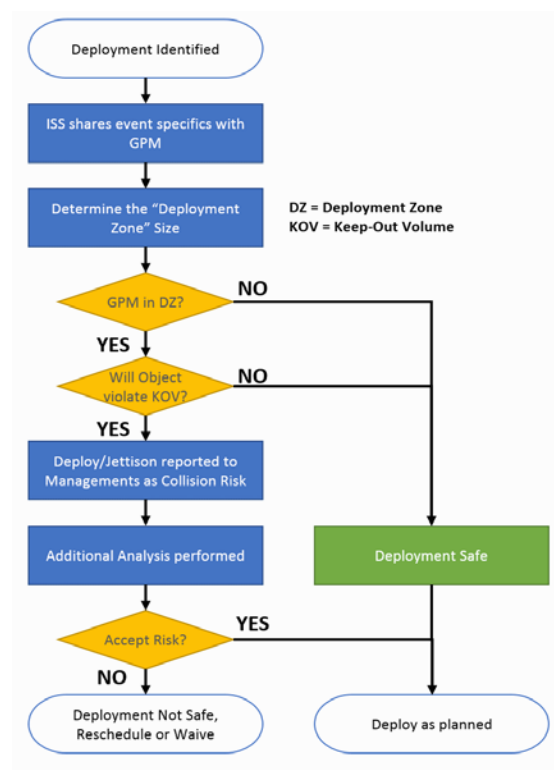 Deployment Identified
ISS shares event specifics with
GPM
Determine the “Deployment
Zone” Size
DZ = Deployment Zone
KOV = Keep-Out Volume
GPM in DZ?
NO
YES
Will Object
violate KOV?
NO
YES
Deploy/Jettison reported to
Managements as Collision Risk
Additional Analysis performed
Deployment Safe
Accept Risk?
YES
NO
Deployment Not Safe,
Reschedule or Waive
Deploy as planned